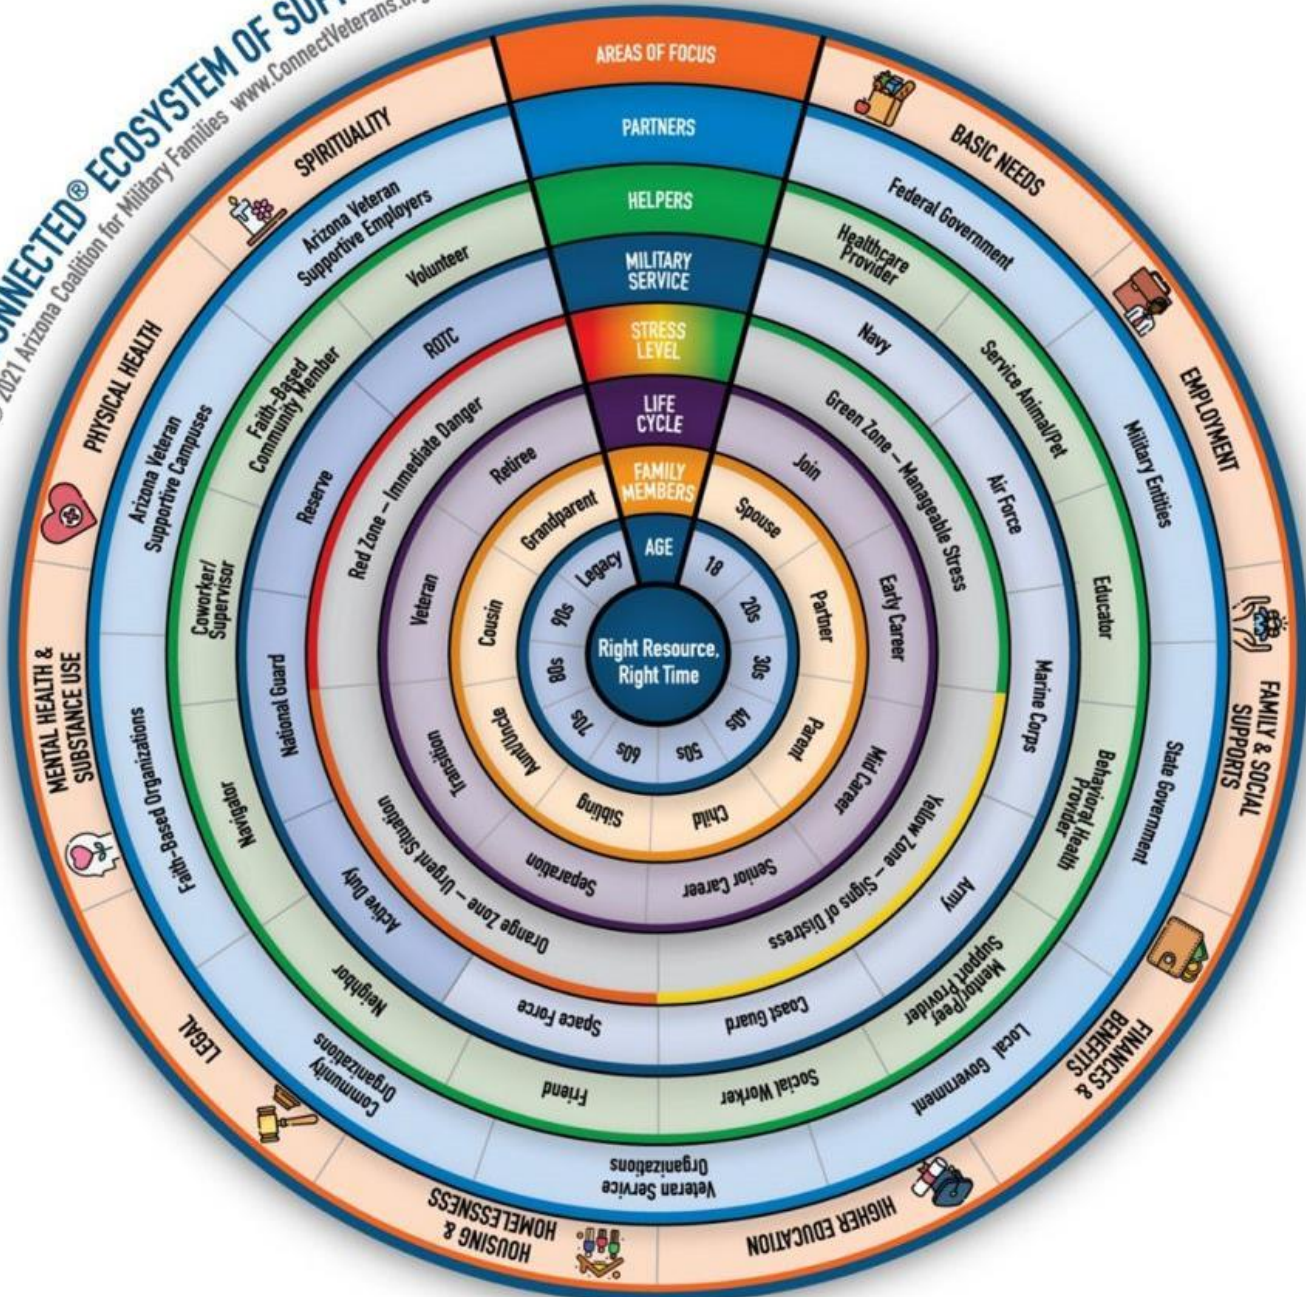 ONNECTED® ECOSYSTEM OF
2021 Arizona Coalition for Military Families www.ConnectVeterans.org
AREAS OF FOCUS
PARTNERS
HELPERS
MILITARY
SERVICE
STRESS
LEVEL
LIFE
CYCLE
FAMILY
MEMBERS
AGE
Right Resource,
Right Time
BASIC NEEDS
EMPLOYMENT
FAMILY & SOCIAL
SUPPORTS
FINANCES &
BENEFITS
HIGHER EDUCATION
HOUSING &
HOMELESSNESS
LEGAL
MENTAL HEALTH &
SUBSTANCE USE
PHYSICAL HEALTH
SPIRITUALITY
Federal Government
Military Entities
State Government
Local Government
Veteran Service
Organizations
Community
Organizations
Faith-Based Organizations
Arizona Veteran
Supportive Campuses
Arizona Veteran
Supportive Employers
Healthcare
Provider
Service Animal/Pet
Educator
Behavioral Health
Provider
Mentor/Peer
Support Provider
Social Worker
Friend
Neighbor
Navigator
Coworker/
Supervisor
Faith-Based
Community Member
Volunteer
Navy
Air Force
Marine Corps
Army
Coast Guard
Space Force
Active Duty
National Guard
Reserve
ROTC
Green Zone – Manageable Stress
Yellow Zone – Signs of Distress
Orange Zone – Urgent Situation
Red Zone – Immediate Danger
Join
Early Career
Mid Career
Senior Career
Separation
Transition
Veteran
Retiree
Spouse
Partner
Parent
Child
Sibling
Aunt/Uncle
Cousin
Grandparent
18
20s
30s
40s
50s
60s
70s
80s
90s
Legacy